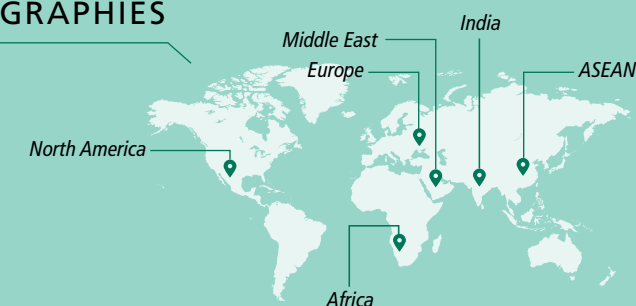 GRAPHIES
India
Middle East
Europe
ASEAN
North America
Africa